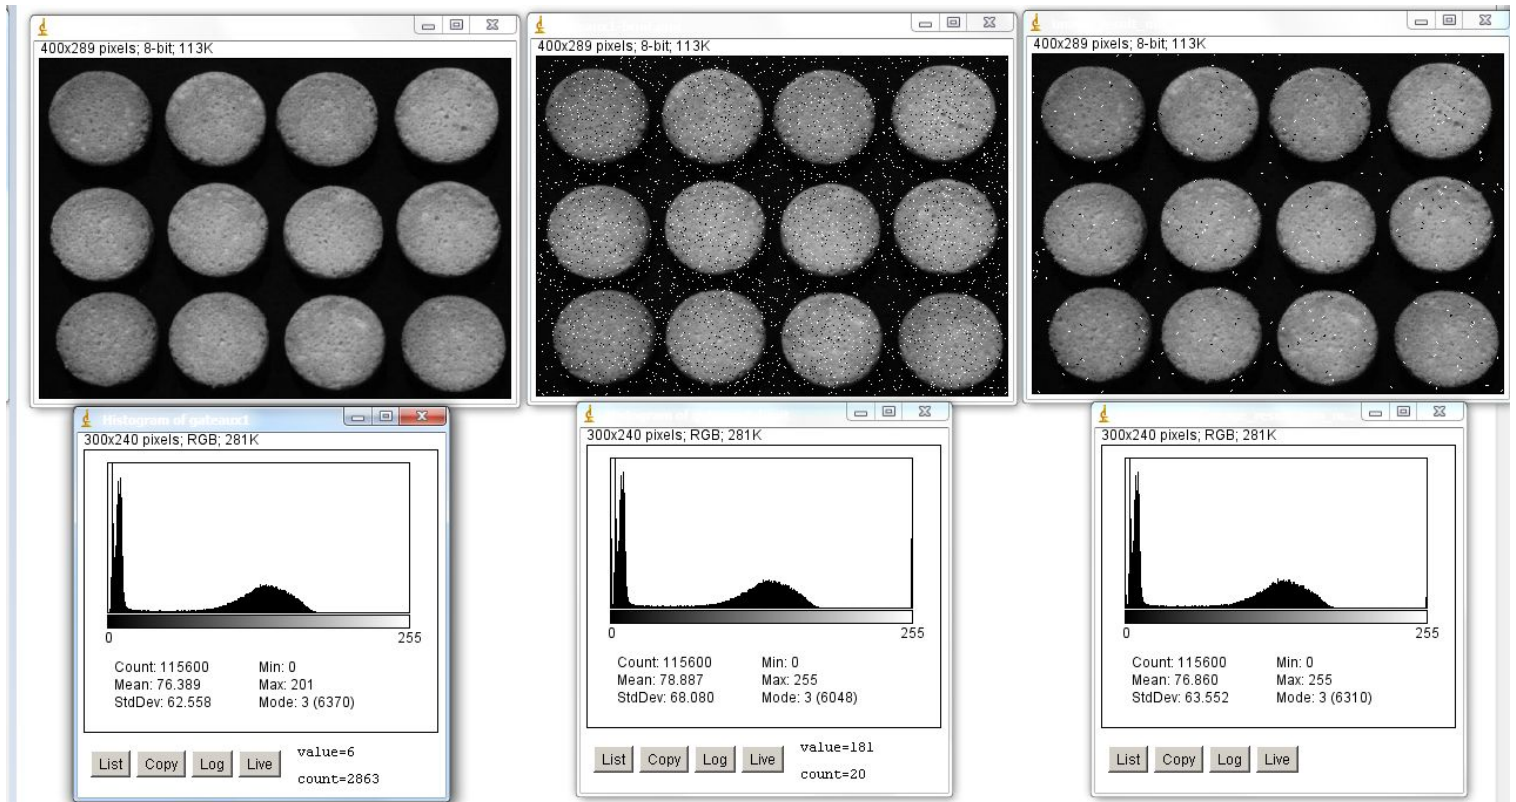 400x289 pixels; 8-bit; 113K
400x289 pixels; 8-bit; 113K
400x289 pixels; 8-bit; 113K
Histogram of gateaux1
300x240 pixels; RGB; 281K
0 255
Count: 115600 Min: 0
Mean: 76.389 Max: 201
StdDev: 62.558 Mode: 3 (6370)
List Copy Log Live
value=6
count=2863
300x240 pixels; RGB; 281K
0 255
Count: 115600 Min: 0
Mean: 78.887 Max: 255
StdDev: 68.080 Mode: 3 (6048)
List Copy Log Live
value=181
count=20
300x240 pixels; RGB; 281K
0 255
Count: 115600 Min: 0
Mean: 76.860 Max: 255
StdDev: 63.552 Mode: 3 (6310)
List Copy Log Live